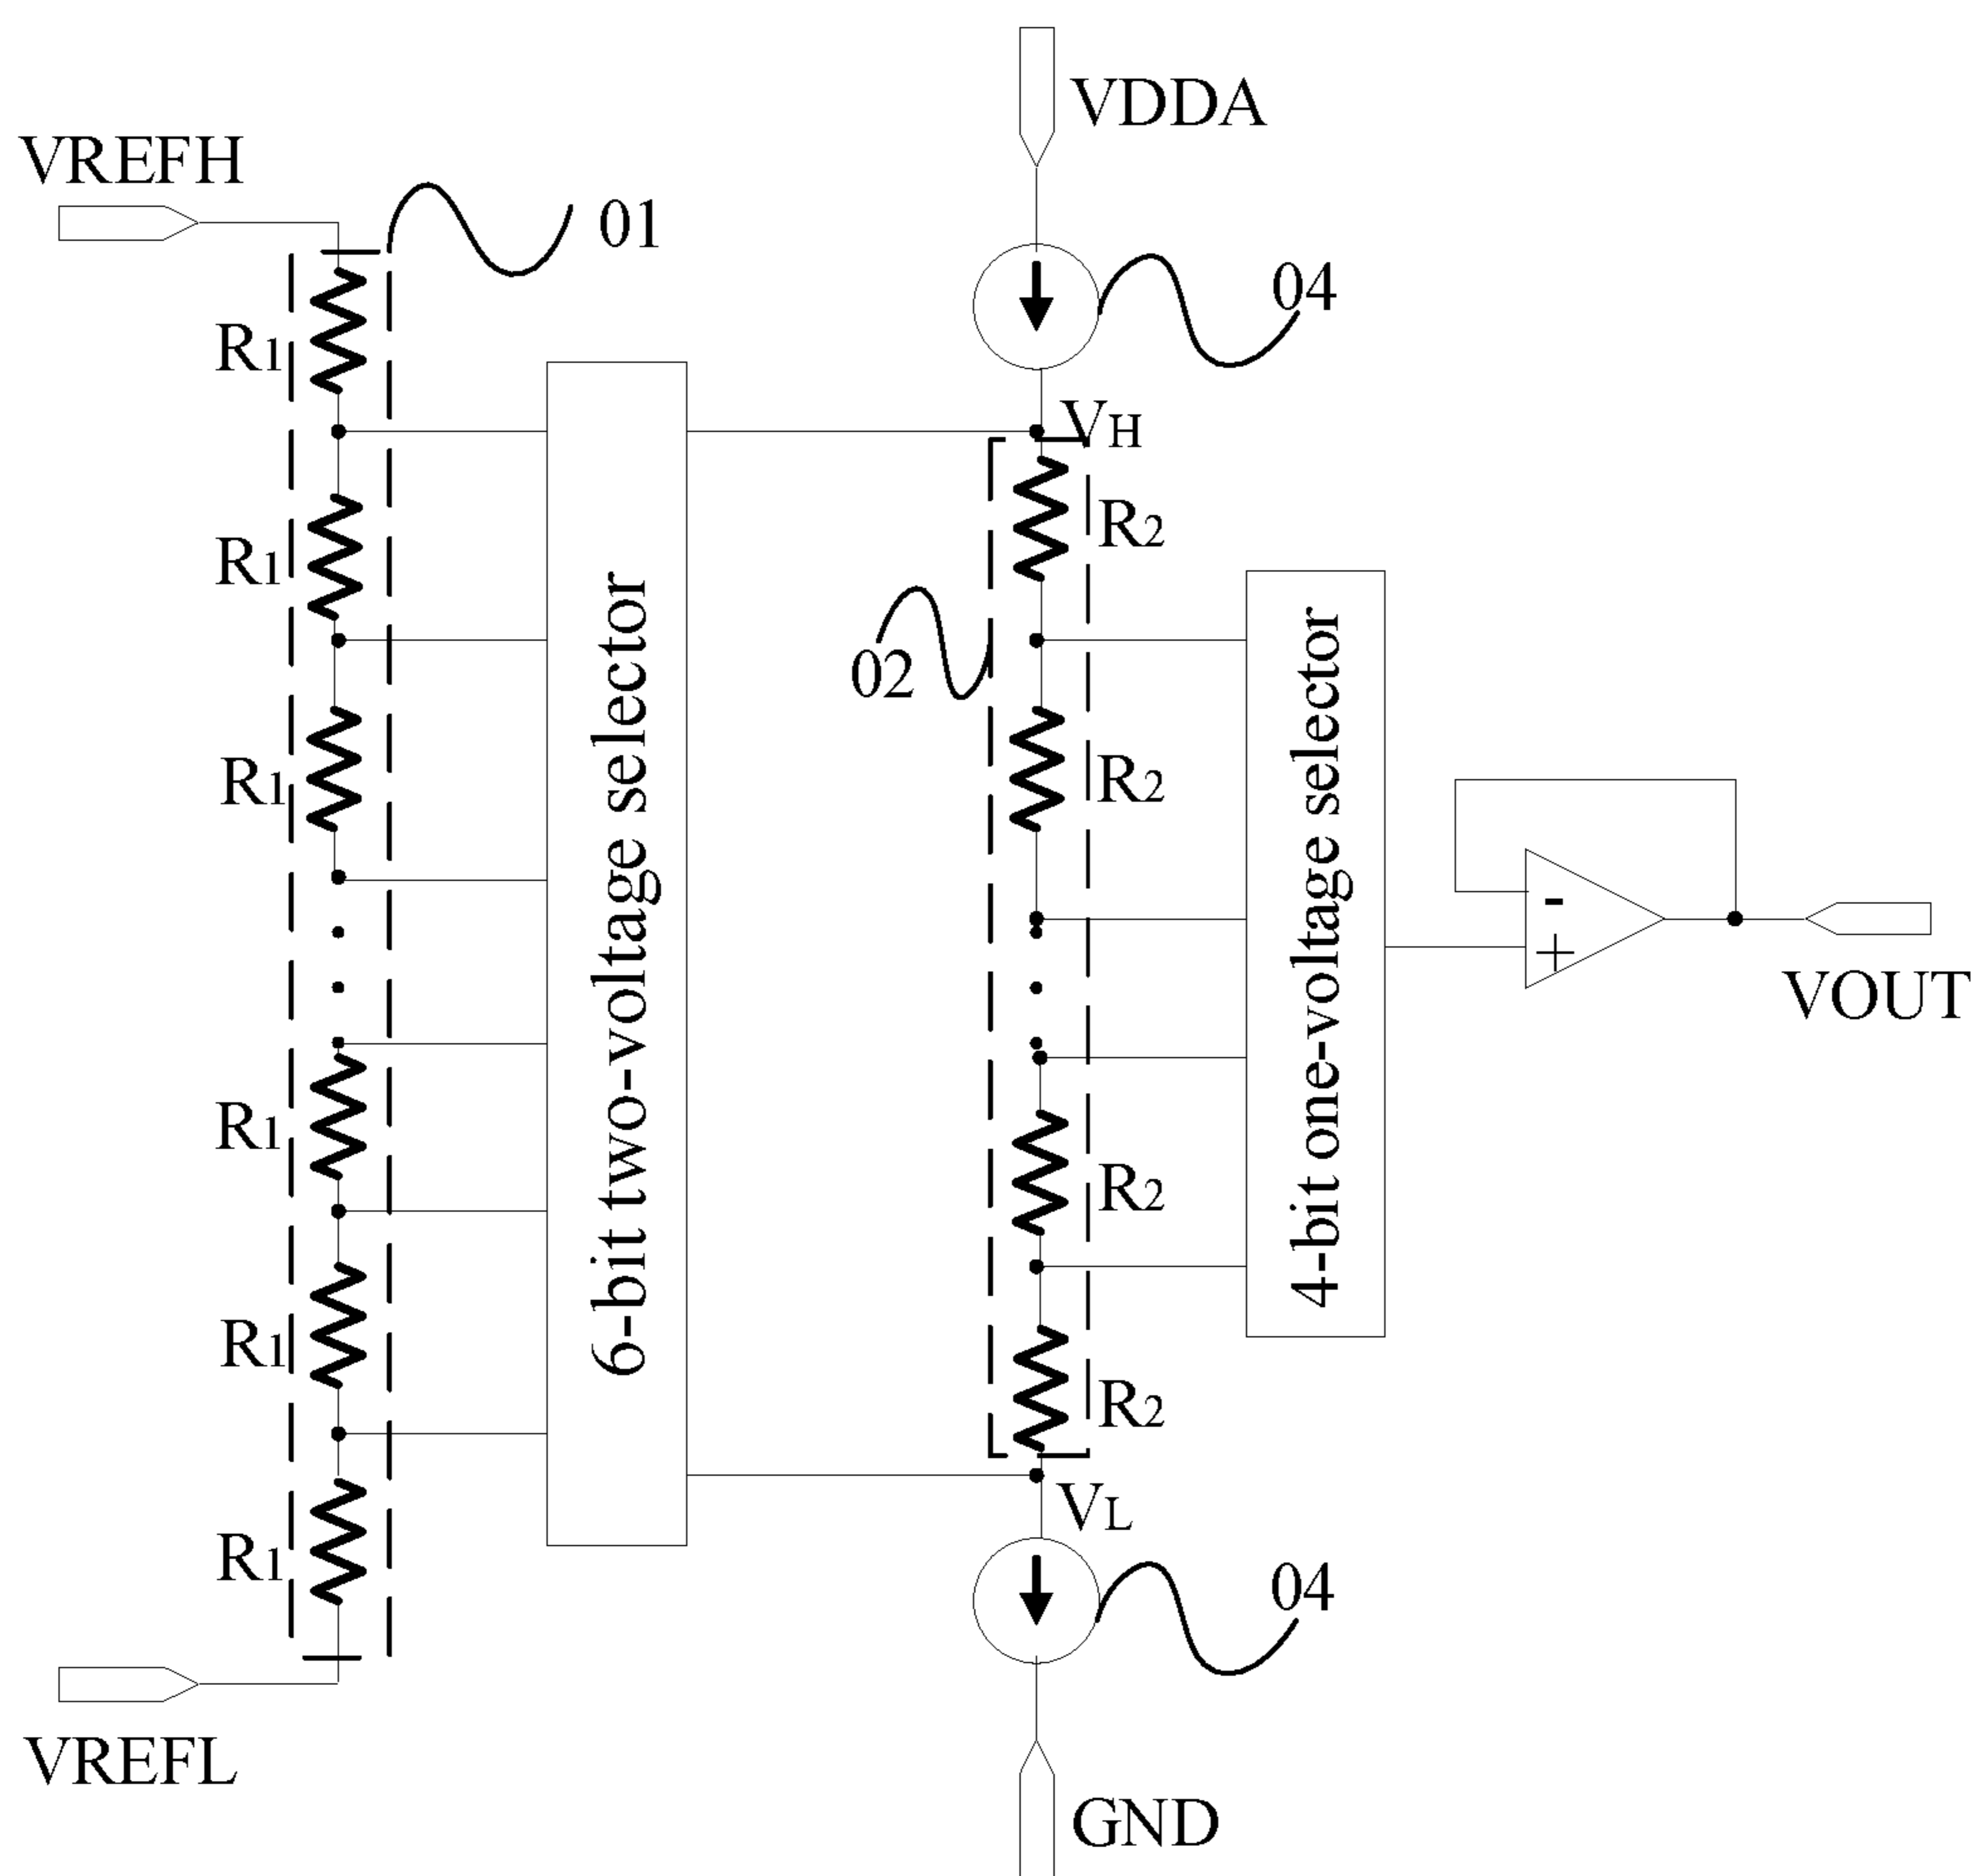 VDDA
VREFH
01
04
R1
VH
R2
R1
02
R1
R2
6-bit two-voltage selector
4-bit one-voltage selector
-
+
VOUT
R1
R2
R1
R2
VL
R1
04
VREFL
GND